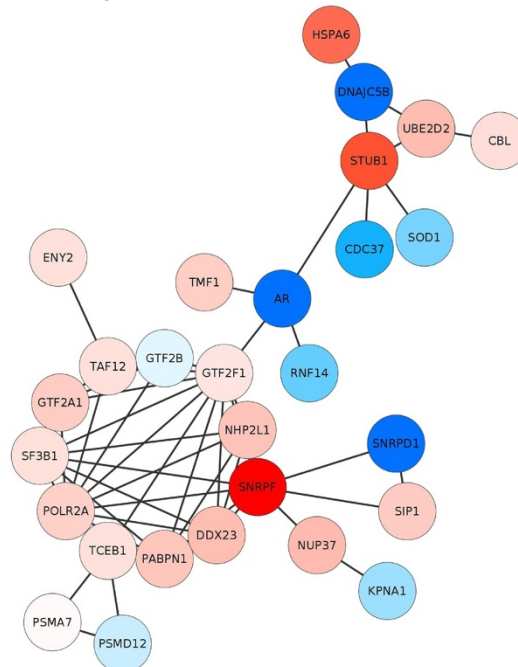 HSPA6
DNAJC5B
UBE2D2
CBL
STUB1
CDC37
SOD1
ENY2
TMF1
AR
TAF12
GTF2B
GTF2F1
RNF14
GTF2A1
NHP2L1
SF3B1
SNRPD1
SNRPF
POLR2A
SIP1
DDX23
TCEB1
PABPN1
NUP37
KPNA1
PSMA7
PSMD12